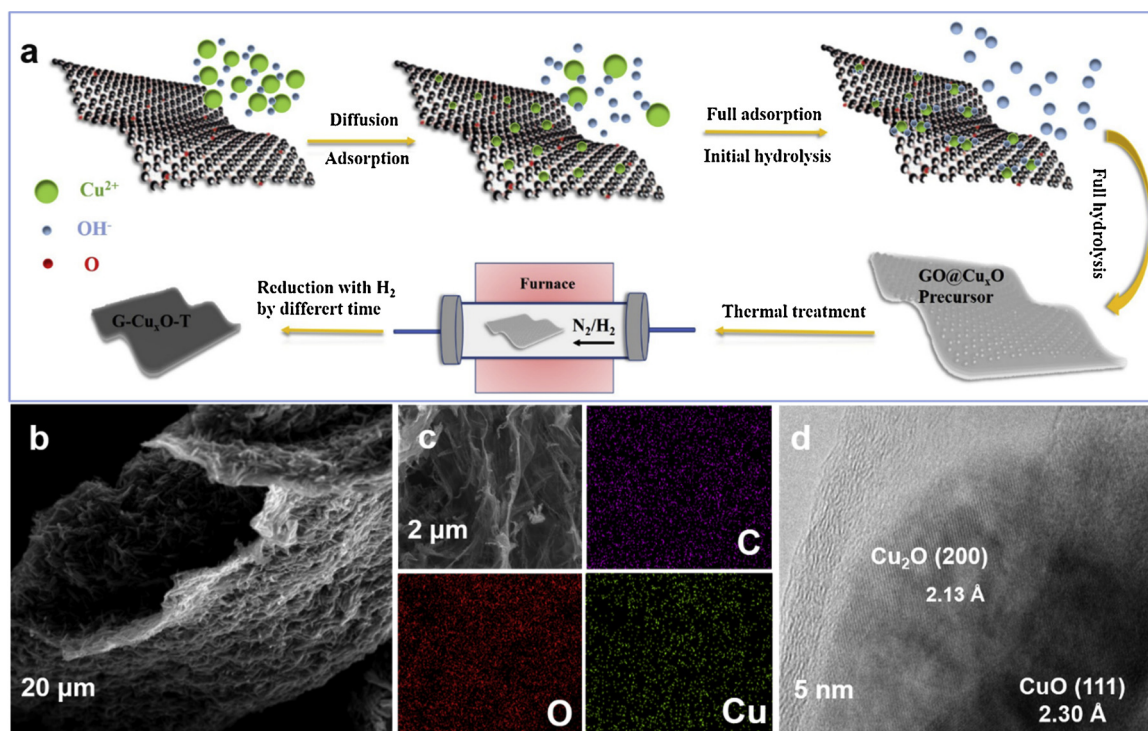 a
Diffusion
Adsorption
Full adsorption
Initial hydrolysis
Full hydrolysis
Cu²⁺
OH⁻
O
G-CuₓO-T
Reduction with H₂
by differert time
Furnace
N₂/H₂
Thermal treatment
GO@CuₓO
Precursor
b
20 µm
c
2 µm
C
O
Cu
d
Cu₂O (200)
2.13 Å
5 nm
CuO (111)
2.30 Å